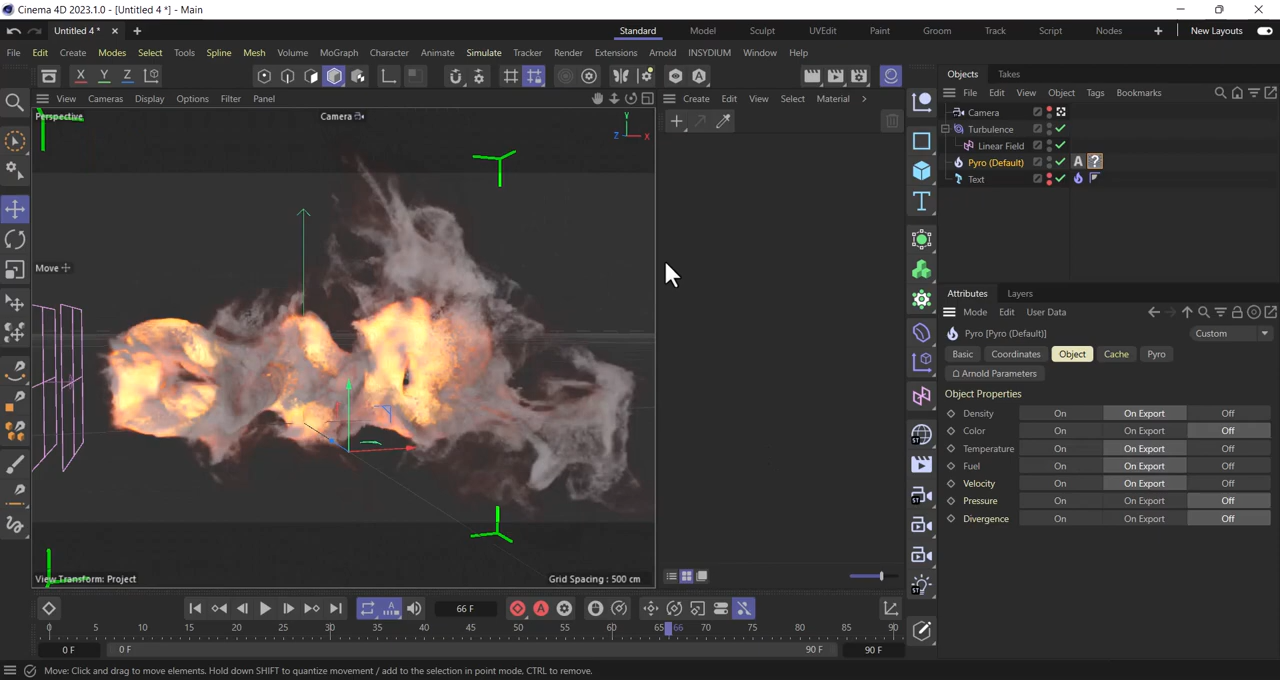 Cinema 4D 2023.1.0 - [Untitled 4 *] - Main
Untitled 4 *
Standard Model Sculpt UVEdit Paint Groom Track Script Nodes New Layouts
File Edit Create Modes Select Tools Spline Mesh Volume MoGraph Character Animate Simulate Tracker Render Extensions Arnold INSYDIUM Window Help
X Y Z
Objects Takes
View Cameras Display Options Filter Panel
Create Edit View Select Material
File Edit View Object Tags Bookmarks
Perspective
Camera
Y
Z X
Camera
Turbulence
Linear Field
Pyro (Default)
Text
Move
Attributes Layers
Mode Edit User Data
Pyro [Pyro (Default)]
Custom
Basic Coordinates Object Cache Pyro
Arnold Parameters
Object Properties
Density On On Export Off
Color On On Export Off
Temperature On On Export Off
Fuel On On Export Off
Velocity On On Export Off
Pressure On On Export Off
Divergence On On Export Off
View Transform: Project
Grid Spacing : 500 cm
66 F
0 5 10 15 20 25 30 35 40 45 50 55 60 65 66 70 75 80 85 90
0 F 0 F 90 F 90 F
Move: Click and drag to move elements. Hold down SHIFT to quantize movement / add to the selection in point mode, CTRL to remove.